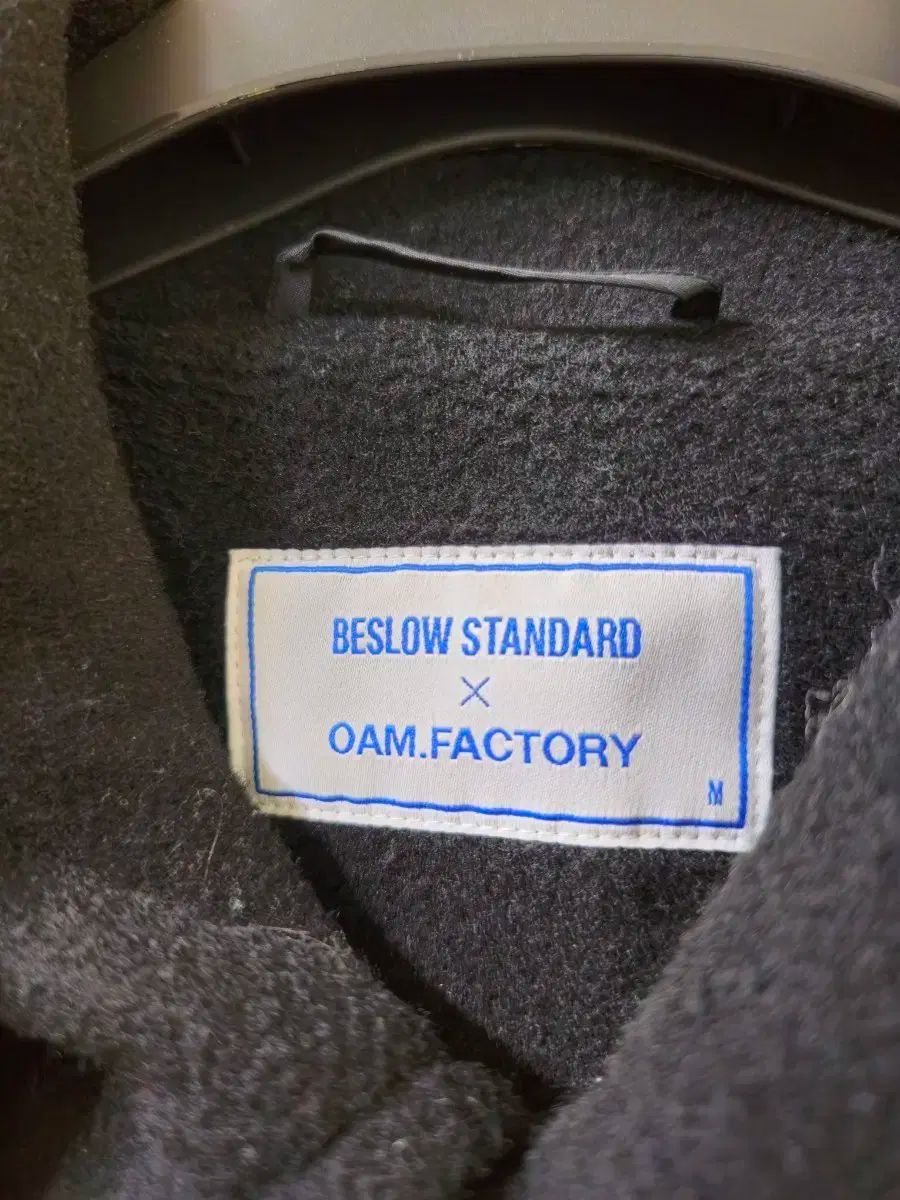 BESLOW STANDARD
×
OAM.FACTORY
M